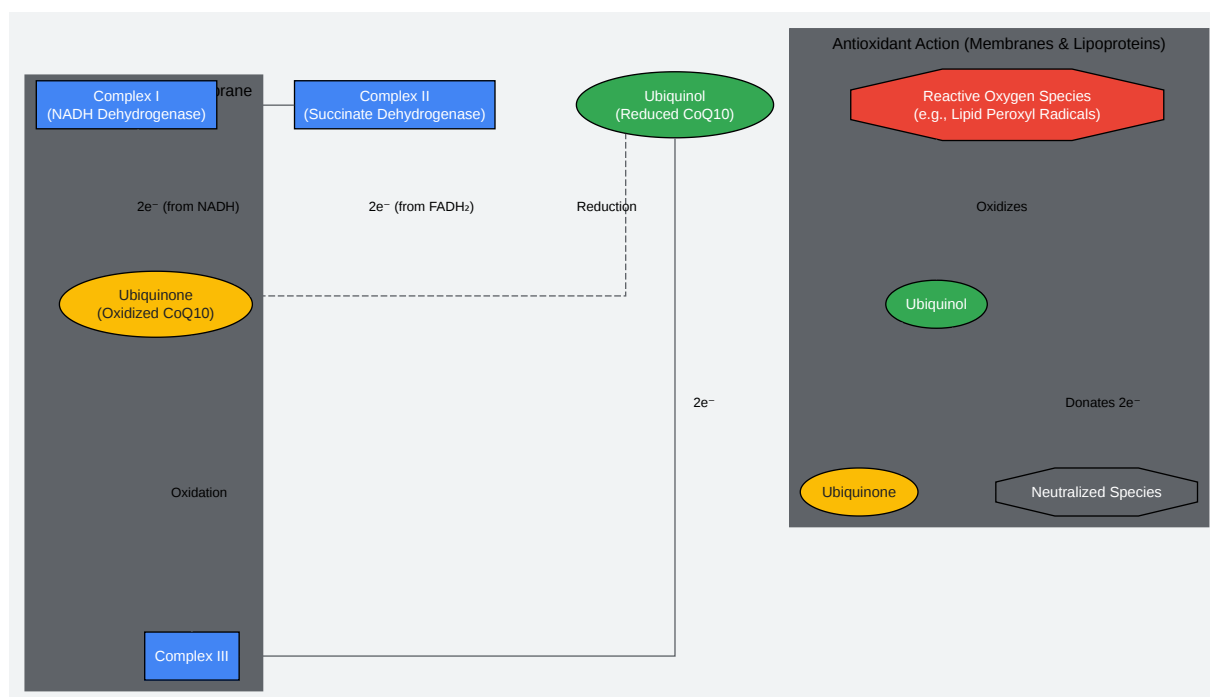 Antioxidant Action (Membranes & Lipoproteins)
Complex I
(NADH Dehydrogenase)
Complex II
(Succinate Dehydrogenase)
Ubiquinol
(Reduced CoQ10)
Reactive Oxygen Species
(e.g., Lipid Peroxyl Radicals)
2e⁻ (from NADH)
2e⁻ (from FADH₂)
Reduction
Oxidizes
Ubiquinone
(Oxidized CoQ10)
Ubiquinol
2e⁻
Donates 2e⁻
Oxidation
Ubiquinone
Neutralized Species
Complex III